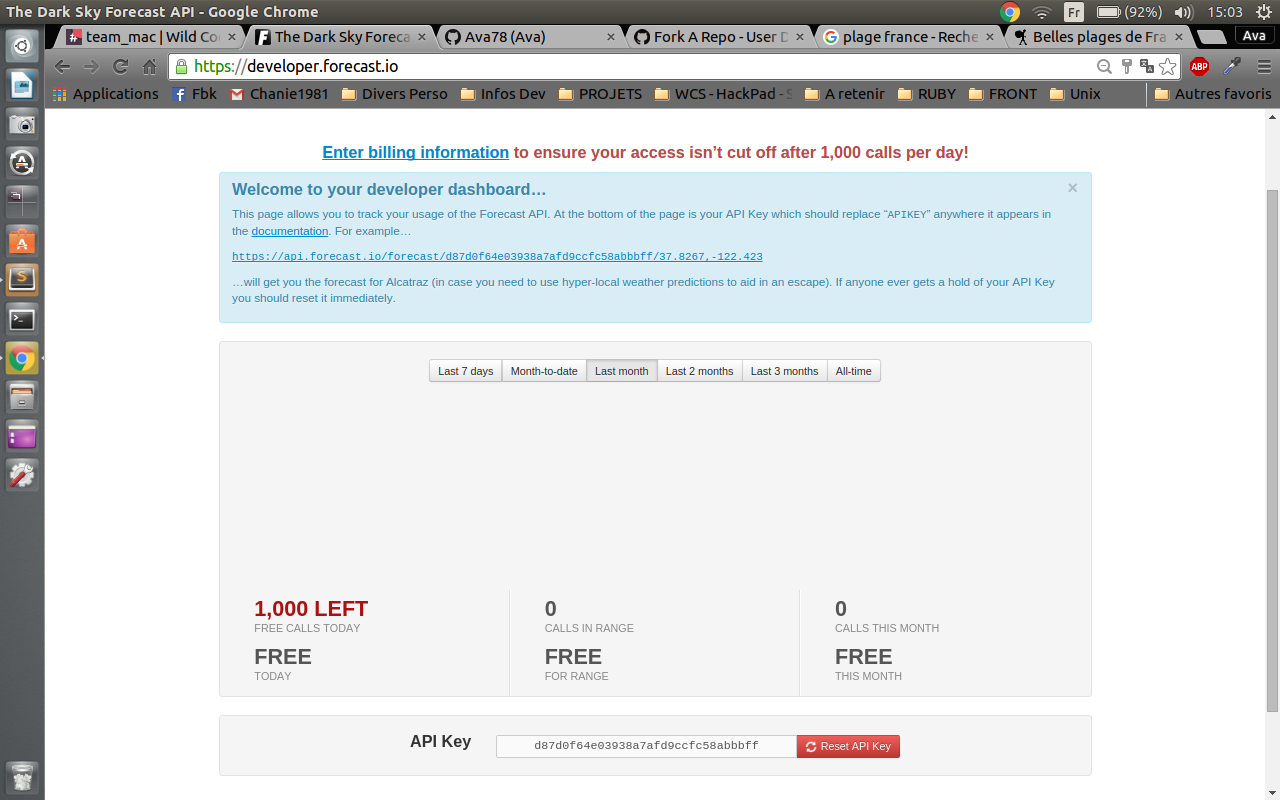 The Dark Sky Forecast API - Google Chrome
Fr
(92%)
15:03
team_mac | Wild Co
The Dark Sky Foreca
Ava78 (Ava)
Fork A Repo - User D
plage france - Reche
Belles plages de Fra
Ava
https://developer.forecast.io
ABP
Applications
Fbk
Chanie1981
Divers Perso
Infos Dev
PROJETS
WCS - HackPad - S
A retenir
RUBY
FRONT
Unix
Autres favoris
Enter billing information to ensure your access isn’t cut off after 1,000 calls per day!
Welcome to your developer dashboard…
×
This page allows you to track your usage of the Forecast API. At the bottom of the page is your API Key which should replace “APIKEY” anywhere it appears in
the documentation. For example…
https://api.forecast.io/forecast/d87d0f64e03938a7afd9ccfc58abbbff/37.8267,-122.423
…will get you the forecast for Alcatraz (in case you need to use hyper-local weather predictions to aid in an escape). If anyone ever gets a hold of your API Key
you should reset it immediately.
Last 7 days
Month-to-date
Last month
Last 2 months
Last 3 months
All-time
1,000 LEFT
FREE CALLS TODAY
FREE
TODAY
0
CALLS IN RANGE
FREE
FOR RANGE
0
CALLS THIS MONTH
FREE
THIS MONTH
API Key
d87d0f64e03938a7afd9ccfc58abbbff
Reset API Key